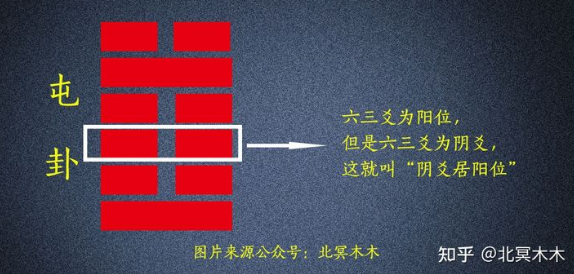 屯
卦
六三爻为阳位，
但是六三爻为阴爻，
这就叫“阴爻居阳位”
图片来源公众号：北冥木木
知乎 @北冥木木